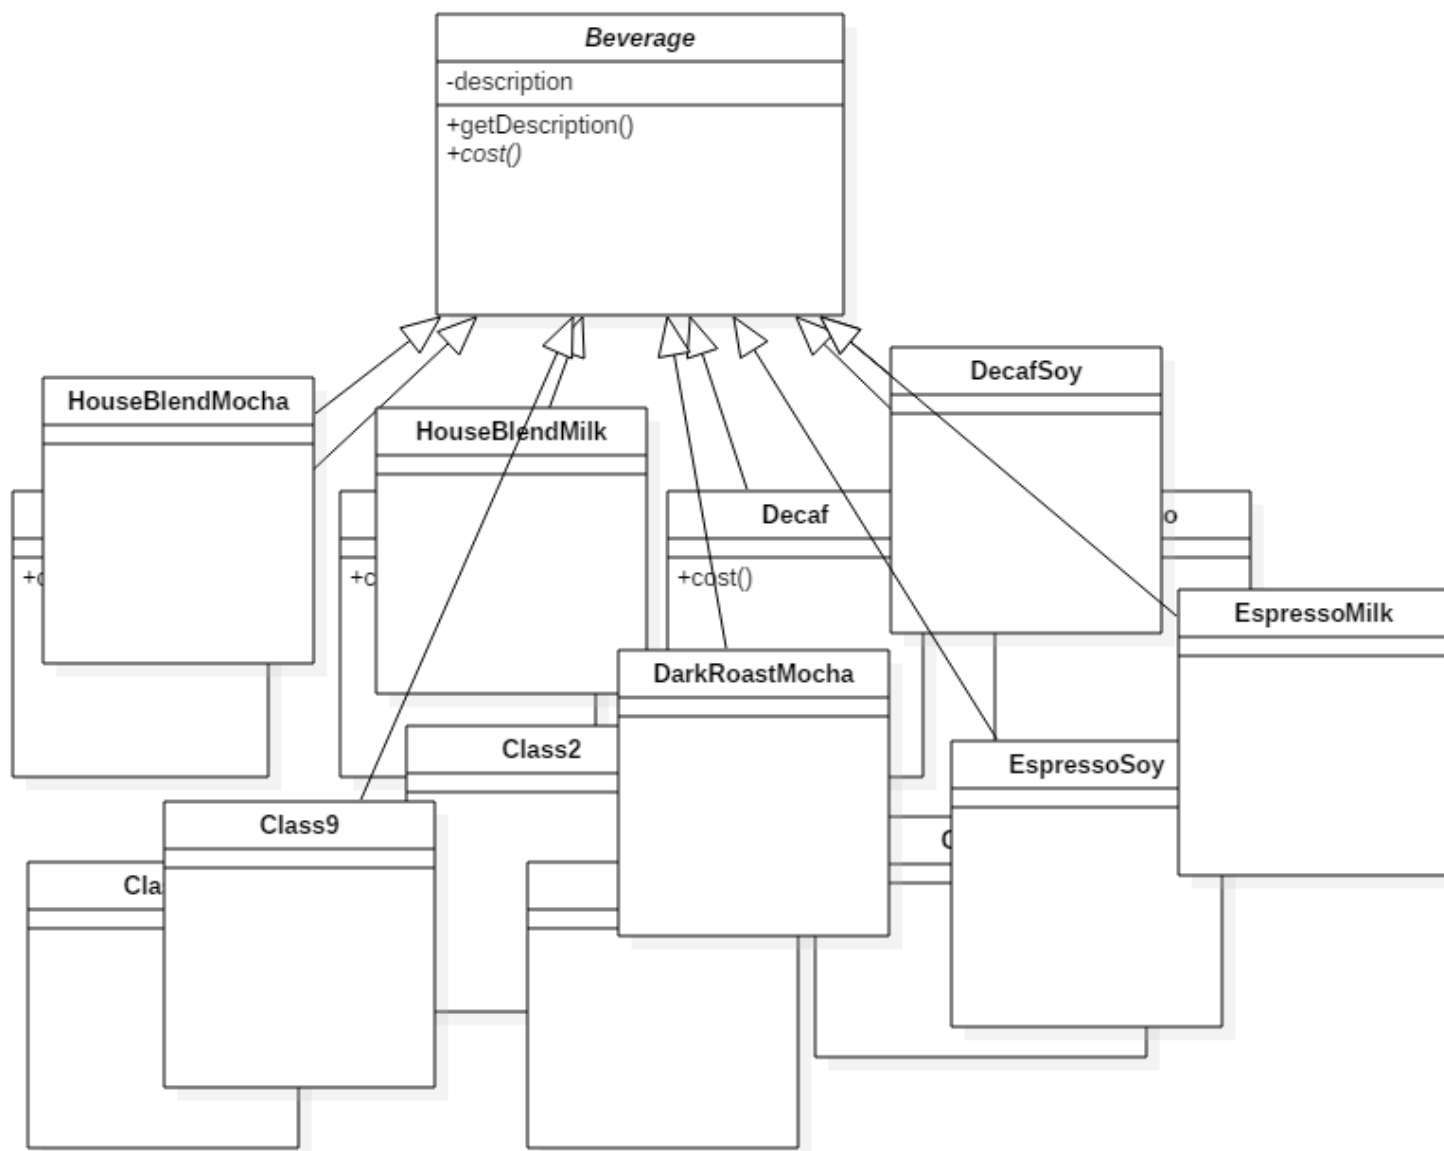 Beverage
-description
+getDescription()
+cost()
DecafSoy
HouseBlendMocha
HouseBlendMilk
Decaf
+cost()
EspressoMilk
DarkRoastMocha
Class2
EspressoSoy
Class9